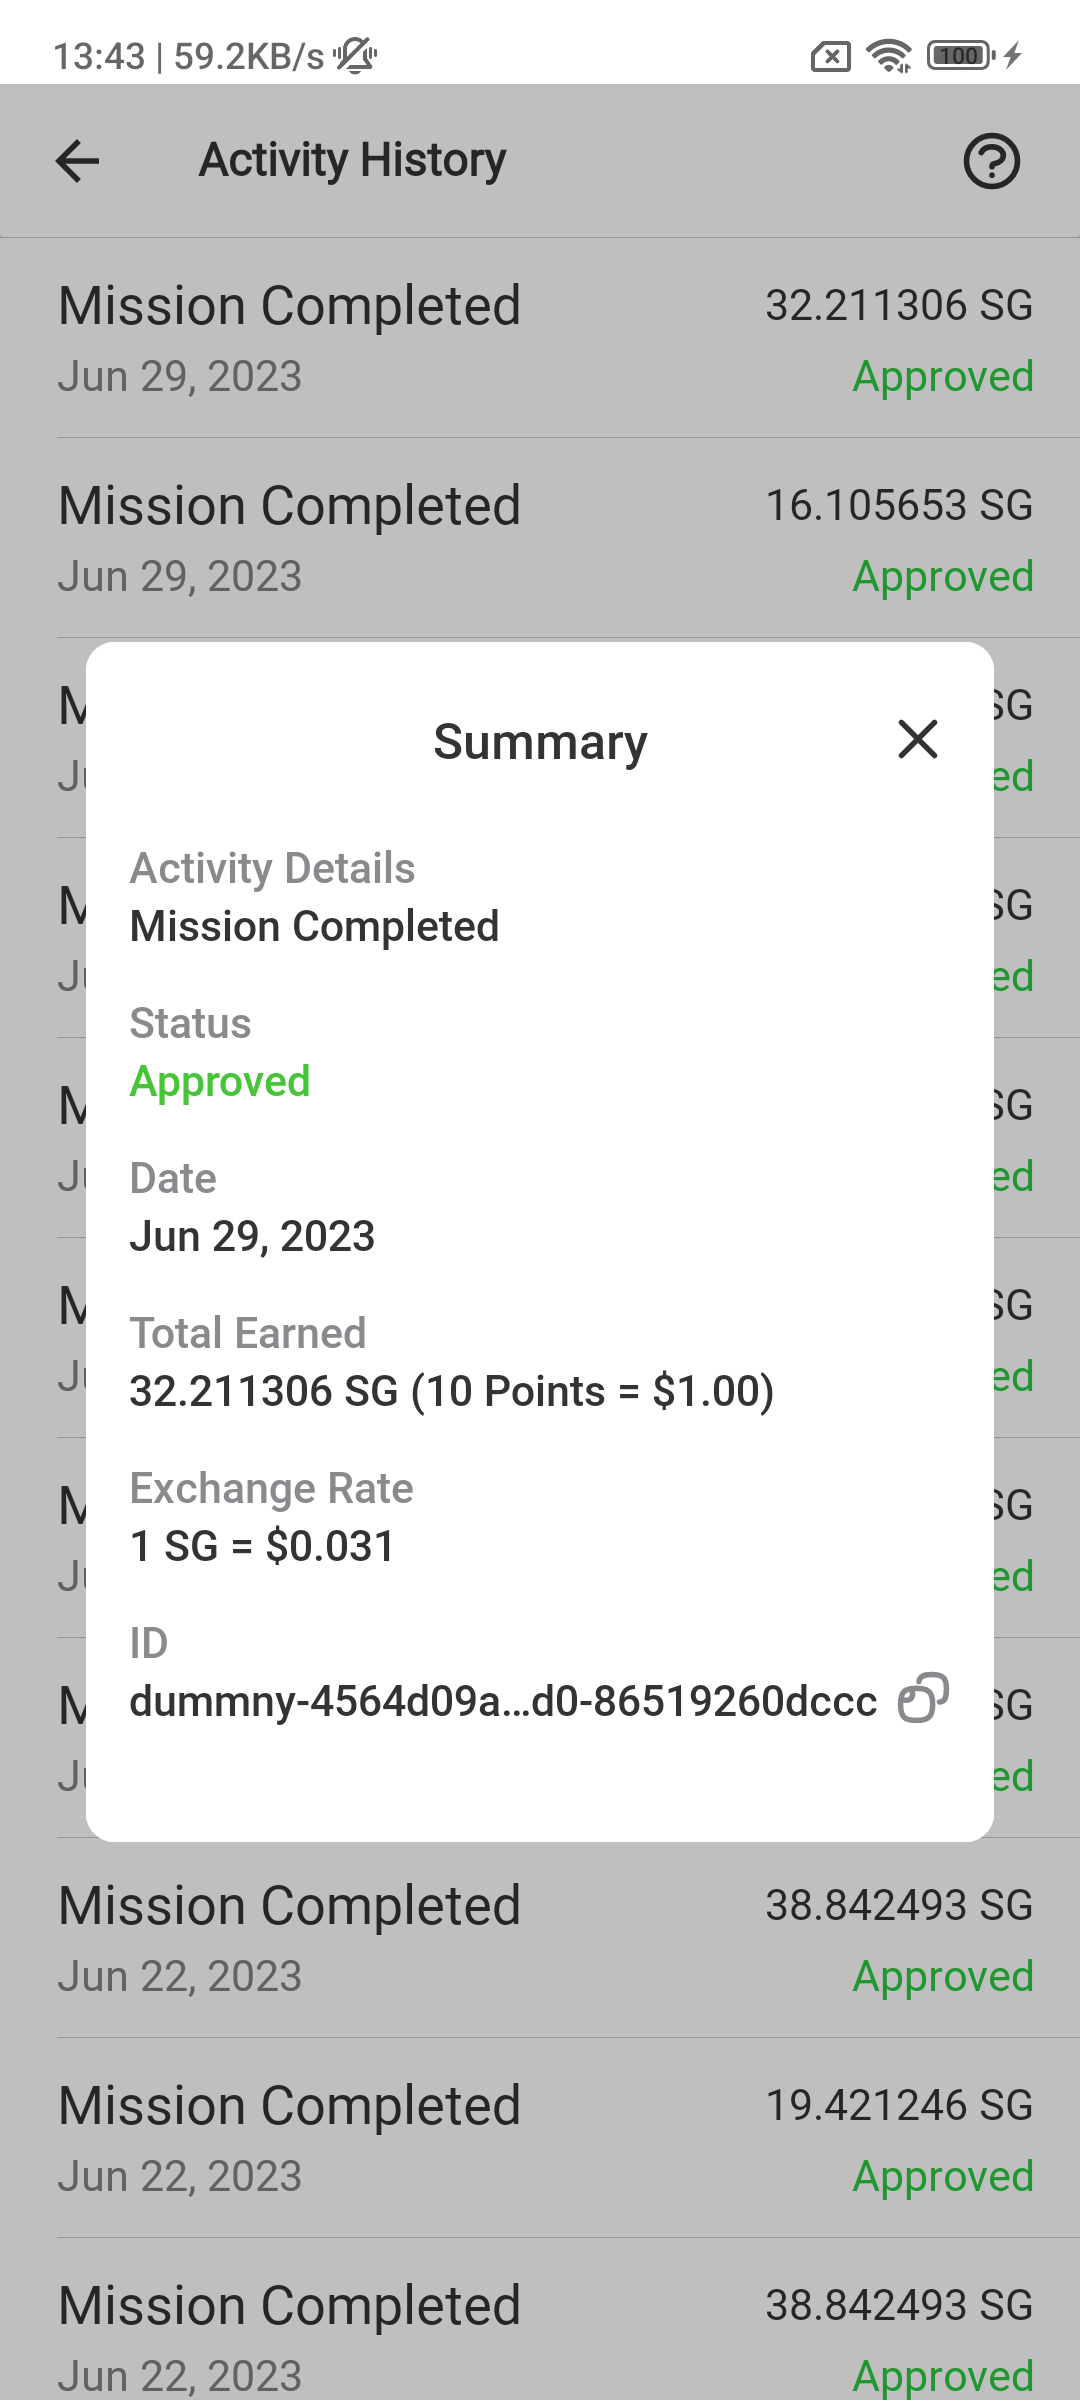 13:43 | 59.2KB/s
100
Activity History
Mission Completed
32.211306 SG
Jun 29, 2023
Approved
Mission Completed
16.105653 SG
Jun 29, 2023
Approved
Summary
Activity Details
Mission Completed
Status
Approved
Date
Jun 29, 2023
Total Earned
32.211306 SG (10 Points = $1.00)
Exchange Rate
1 SG = $0.031
ID
dummny-4564d09a...d0-86519260dccc
Mission Completed
38.842493 SG
Jun 22, 2023
Approved
Mission Completed
19.421246 SG
Jun 22, 2023
Approved
Mission Completed
38.842493 SG
Jun 22, 2023
Approved